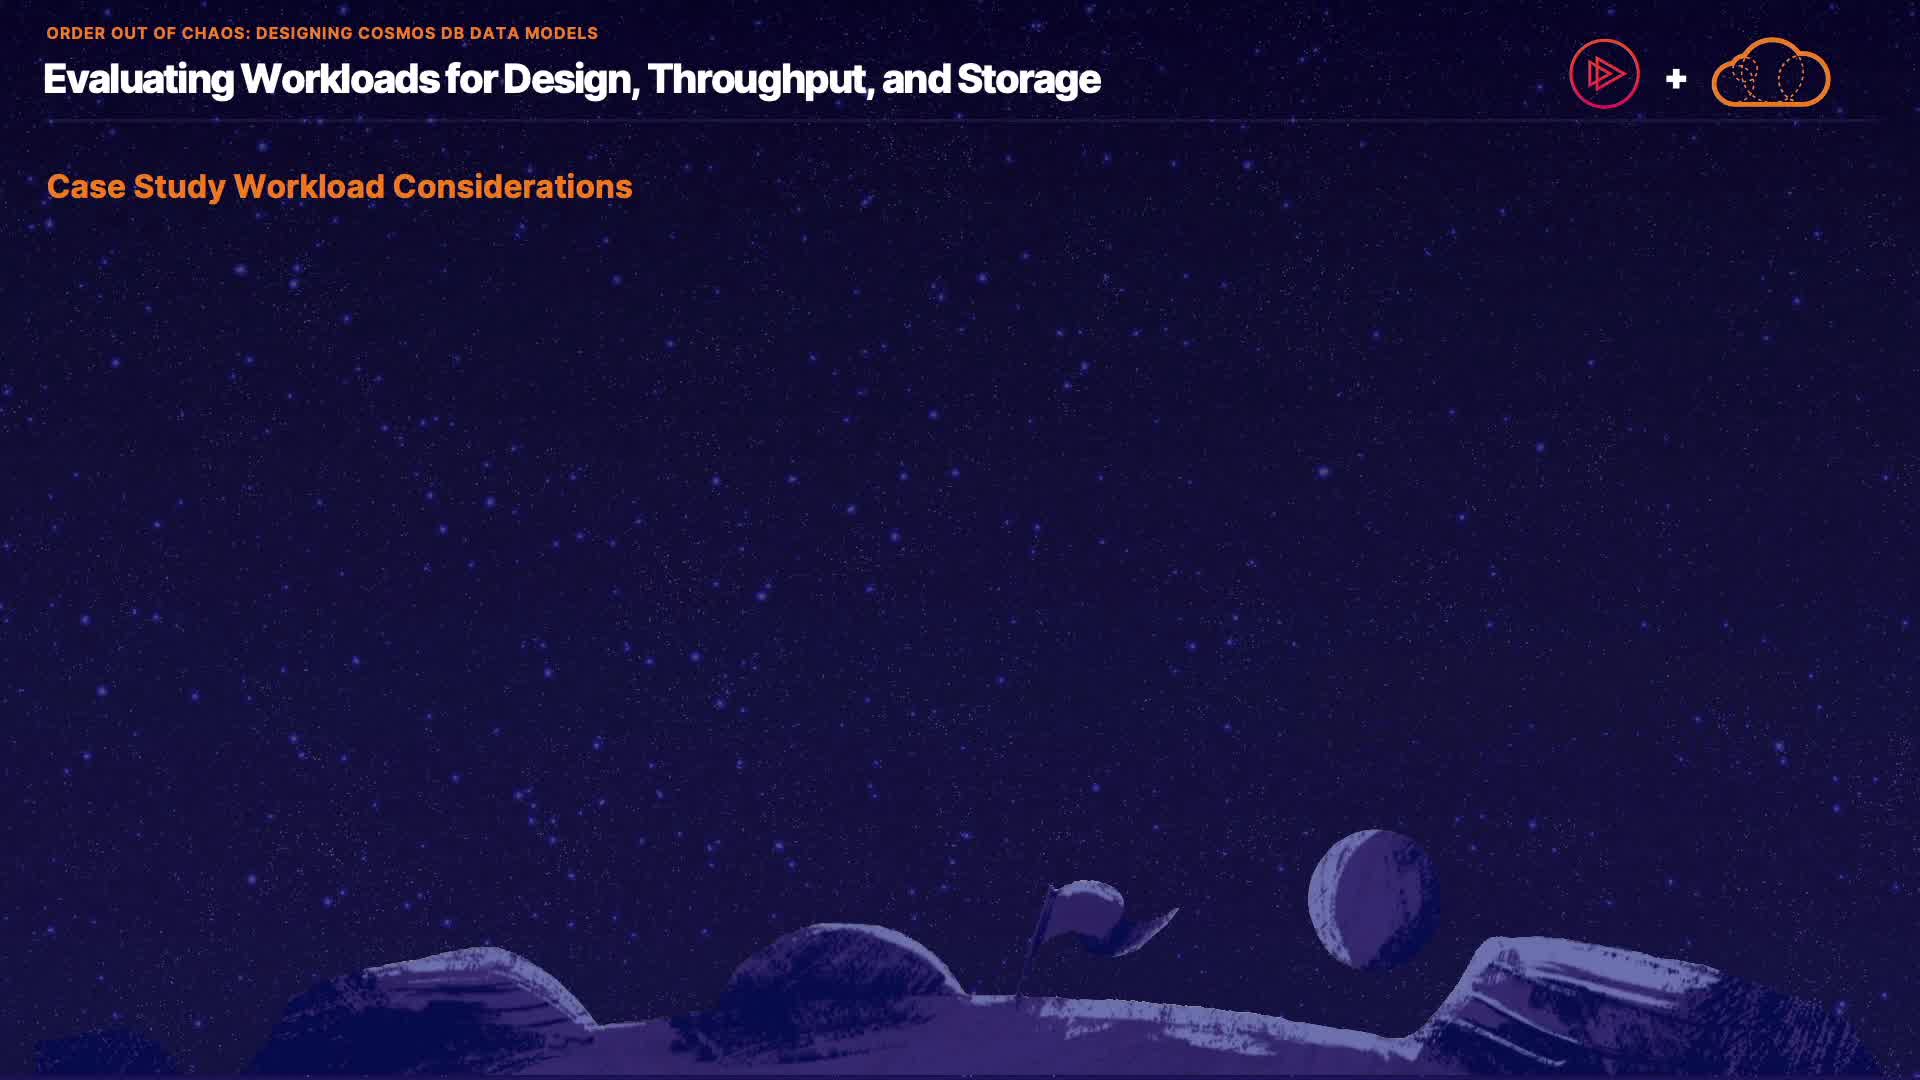 ORDER OUT OF CHAOS: DESIGNING COSMOS DB DATA MODELS
Evaluating Workloads for Design, Throughput, and Storage
+
Case Study Workload Considerations